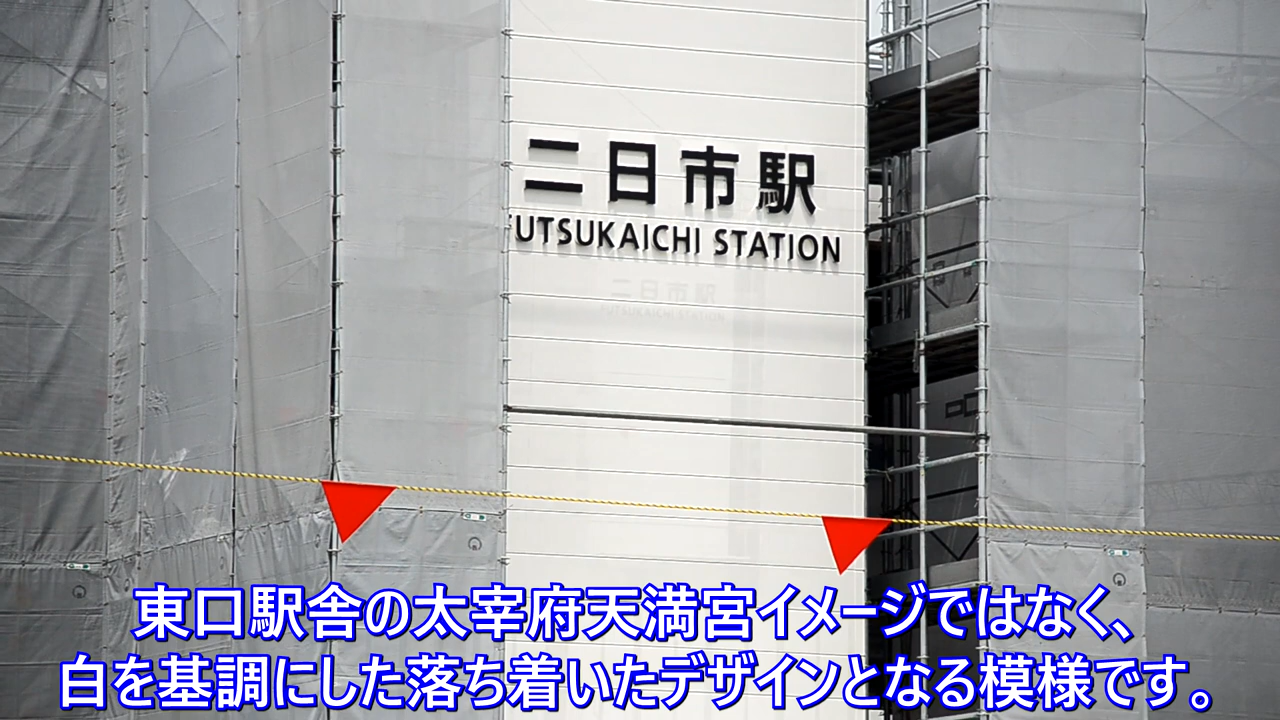 二日市駅
FUTSUKAICHI STATION
二日市駅
FUTSUKAICHI STATION
東口駅舎の太宰府天満宮イメージではなく、
白を基調にした落ち着いたデザインとなる模様です。